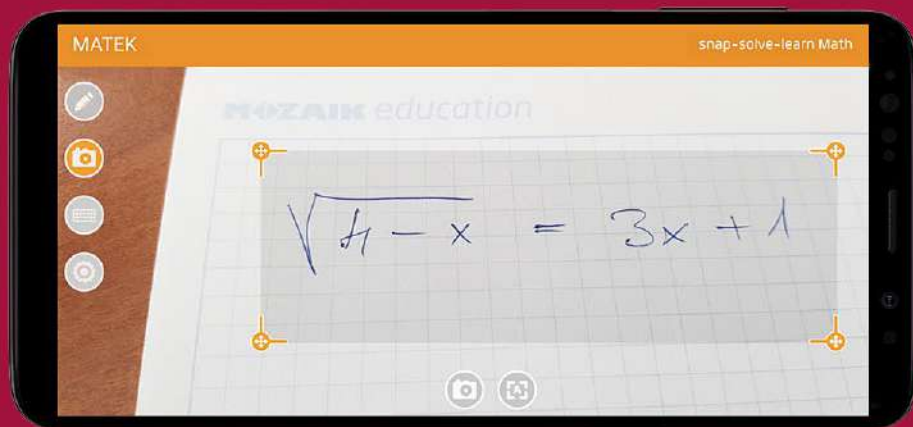 MATEK
snap-solve-learn Math
MOZAIK education
√4-x = 3x + 1